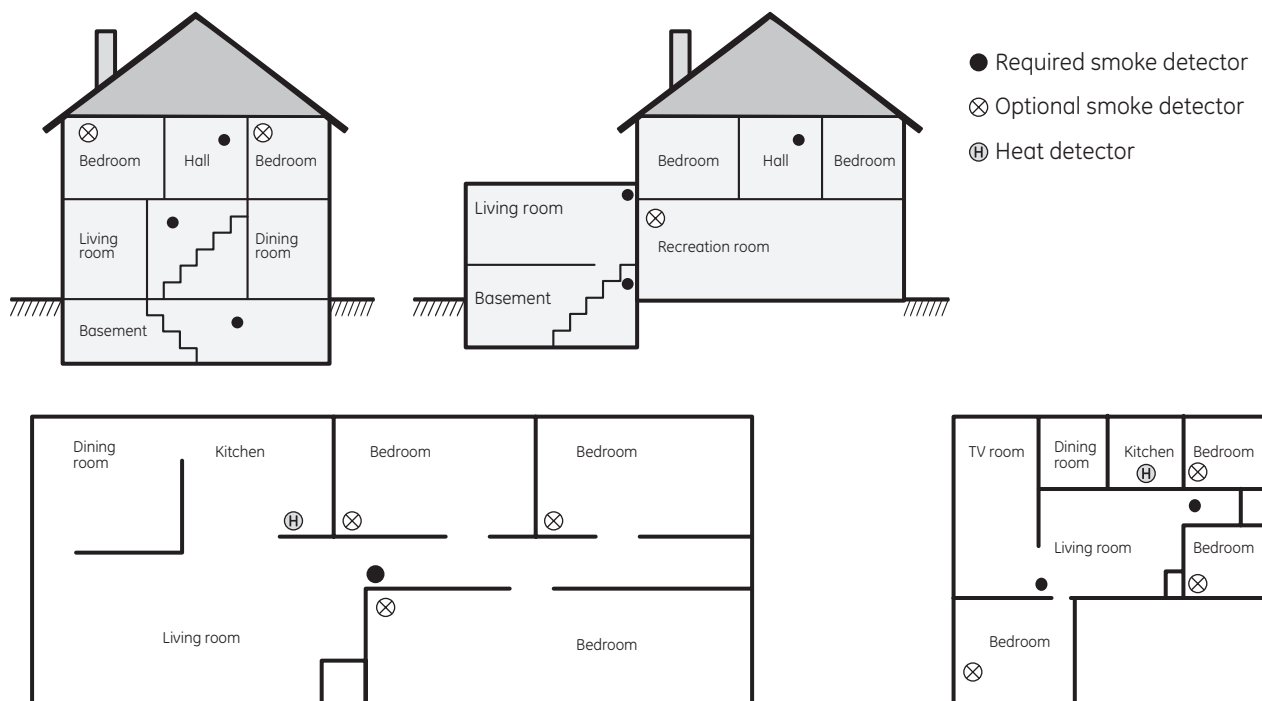 Required smoke detector
Optional smoke detector
H Heat detector
Bedroom
Hall
Bedroom
Living
room
Dining
room
Basement
Bedroom
Hall
Bedroom
Living room
Recreation room
Basement
Dining
room
Kitchen
Bedroom
Bedroom
H
Living room
Bedroom
TV room
Dining
room
Kitchen
Bedroom
H
Living room
Bedroom
Bedroom